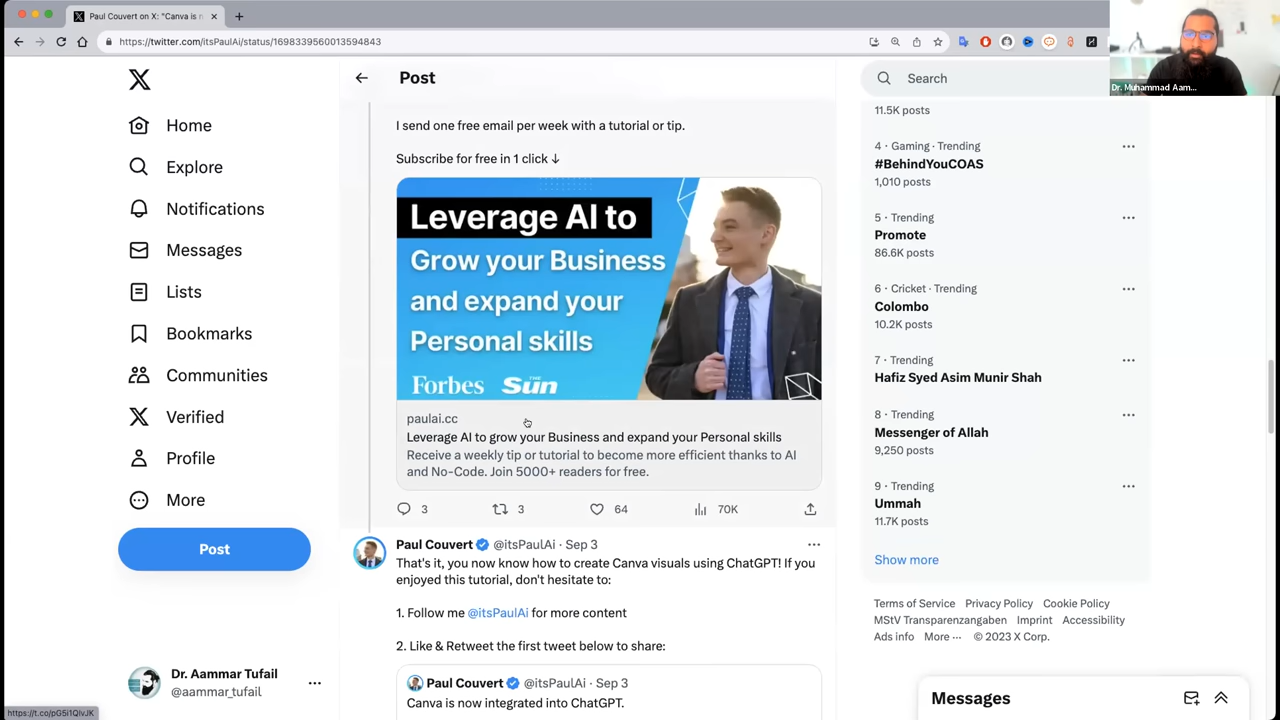 Paul Couvert on X: "Canva is n
https://twitter.com/itsPaulAi/status/1698339560013594843
Dr. Muhammad Aam...
Home
Explore
Notifications
Messages
Lists
Bookmarks
Communities
Verified
Profile
More
Post
Dr. Aammar Tufail
@aammar_tufail
https://t.co/pG5i1QIvJK
Post
I send one free email per week with a tutorial or tip.
Subscribe for free in 1 click ↓
Leverage AI to
Grow your Business
and expand your
Personal skills
Forbes THE Sun
paulai.cc
Leverage AI to grow your Business and expand your Personal skills
Receive a weekly tip or tutorial to become more efficient thanks to AI
and No-Code. Join 5000+ readers for free.
3 3 64 70K
Paul Couvert @itsPaulAi · Sep 3
That's it, you now know how to create Canva visuals using ChatGPT! If you
enjoyed this tutorial, don't hesitate to:
1. Follow me @itsPaulAi for more content
2. Like & Retweet the first tweet below to share:
Paul Couvert @itsPaulAi · Sep 3
Canva is now integrated into ChatGPT.
Search
11.5K posts
4 · Gaming · Trending
#BehindYouCOAS
1,010 posts
5 · Trending
Promote
86.6K posts
6 · Cricket · Trending
Colombo
10.2K posts
7 · Trending
Hafiz Syed Asim Munir Shah
8 · Trending
Messenger of Allah
9,250 posts
9 · Trending
Ummah
11.7K posts
Show more
Terms of Service Privacy Policy Cookie Policy
MStV Transparenzangaben Imprint Accessibility
Ads info More ··· © 2023 X Corp.
Messages